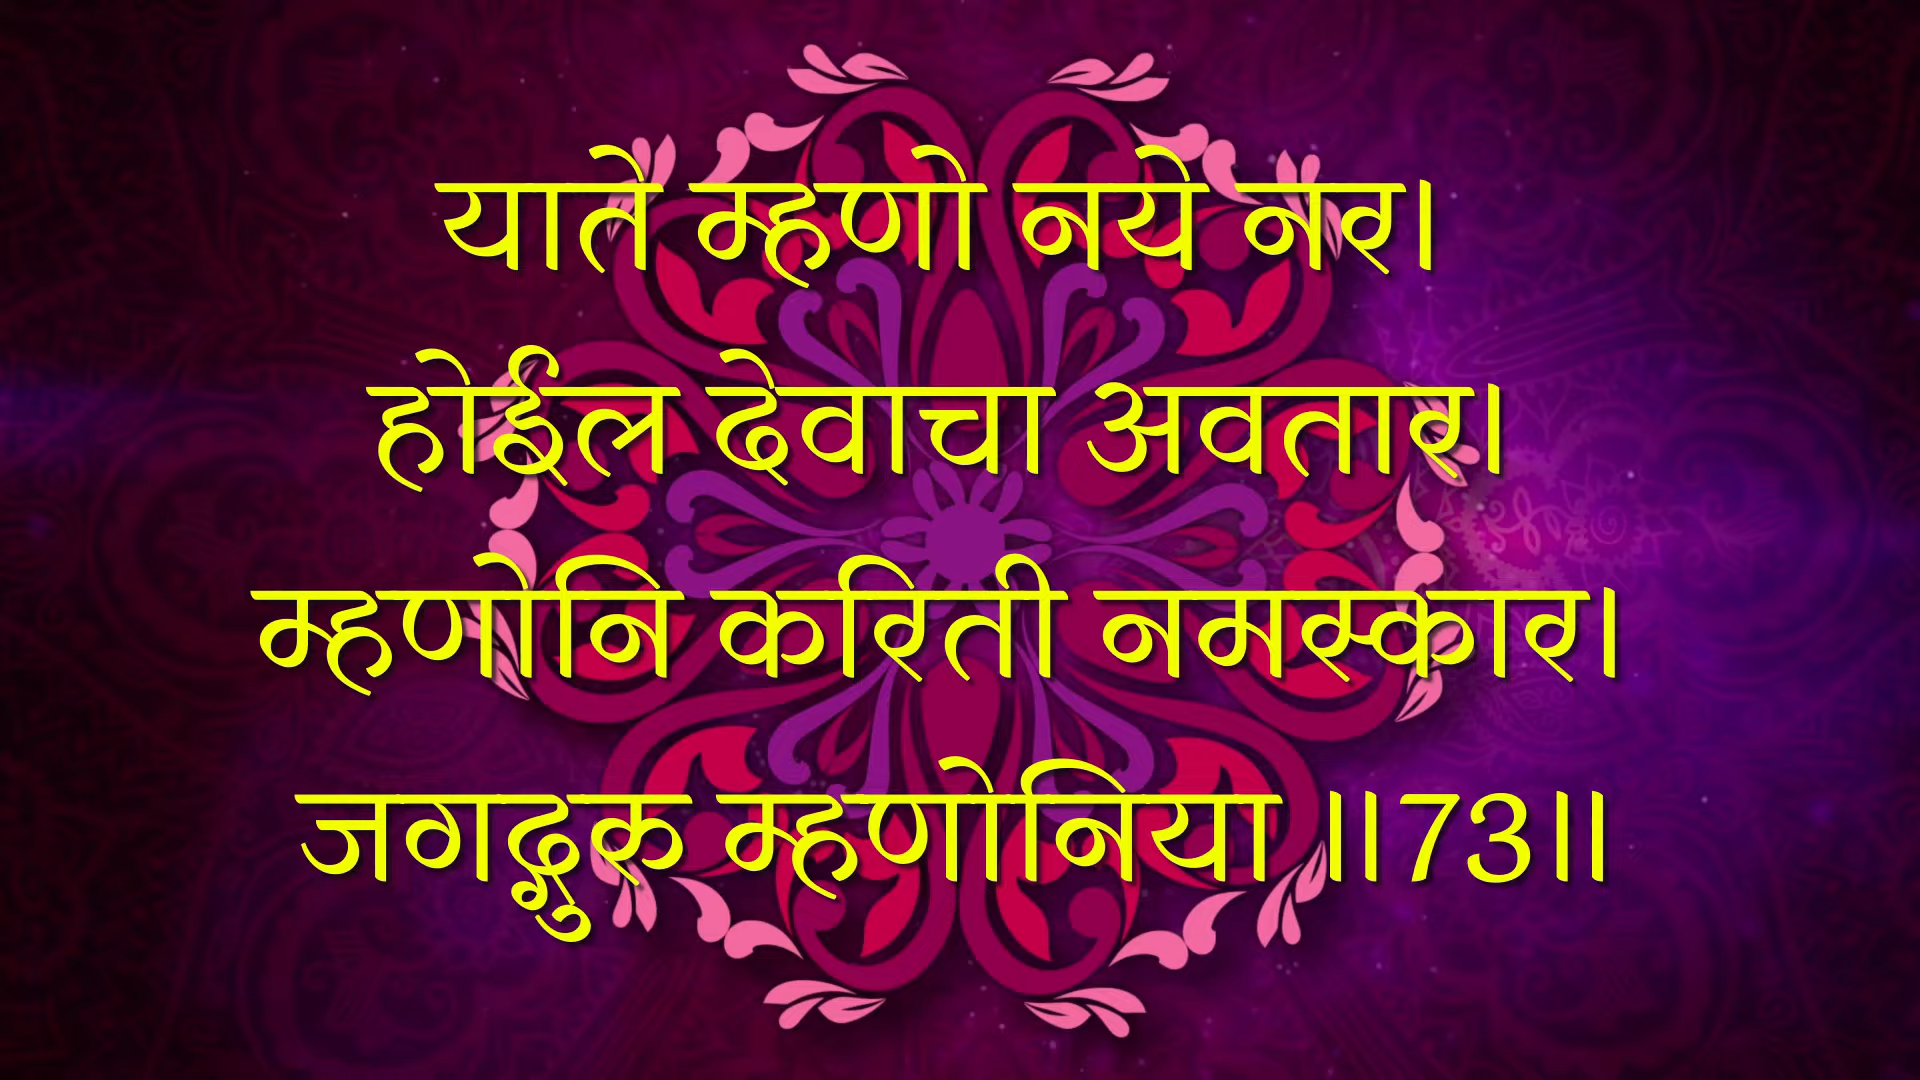 याते म्हणो नये नर।
होईल देवाचा अवतार।
म्हणोनि करिती नमस्कार।
जगद्गुरु म्हणोनिया ॥73॥